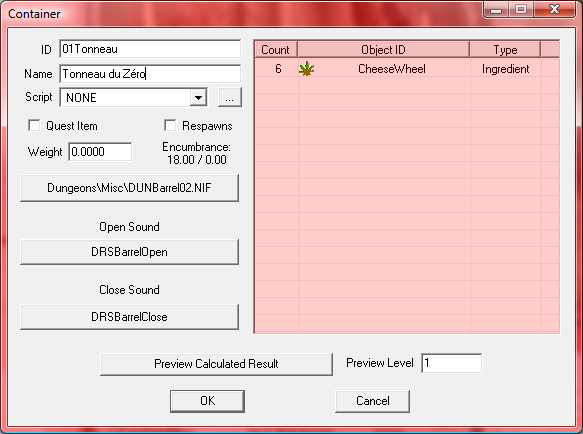 Container
ID 01Tonneau
Name Tonneau du Zéro
Script NONE ...
Quest Item Respawns
Weight 0.0000 Encumbrance:
18.00 / 0.00
Dungeons\Misc\DUNBarrel02.NIF
Open Sound
DRSBarrelOpen
Close Sound
DRSBarrelClose
Count Object ID Type
6 CheeseWheel Ingredient
Preview Calculated Result Preview Level 1
OK Cancel